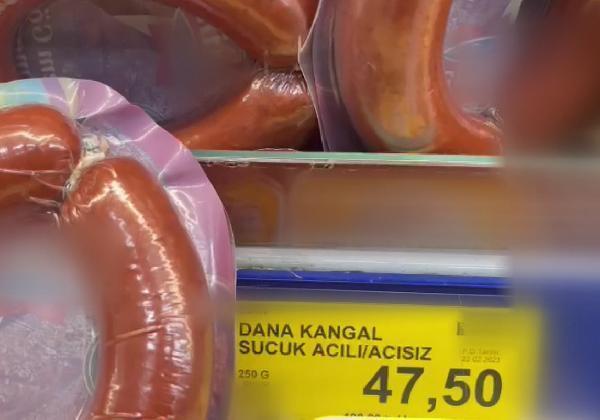 DANA KANGAL
SUCUK ACILI/ACISIZ
250 G
47,50